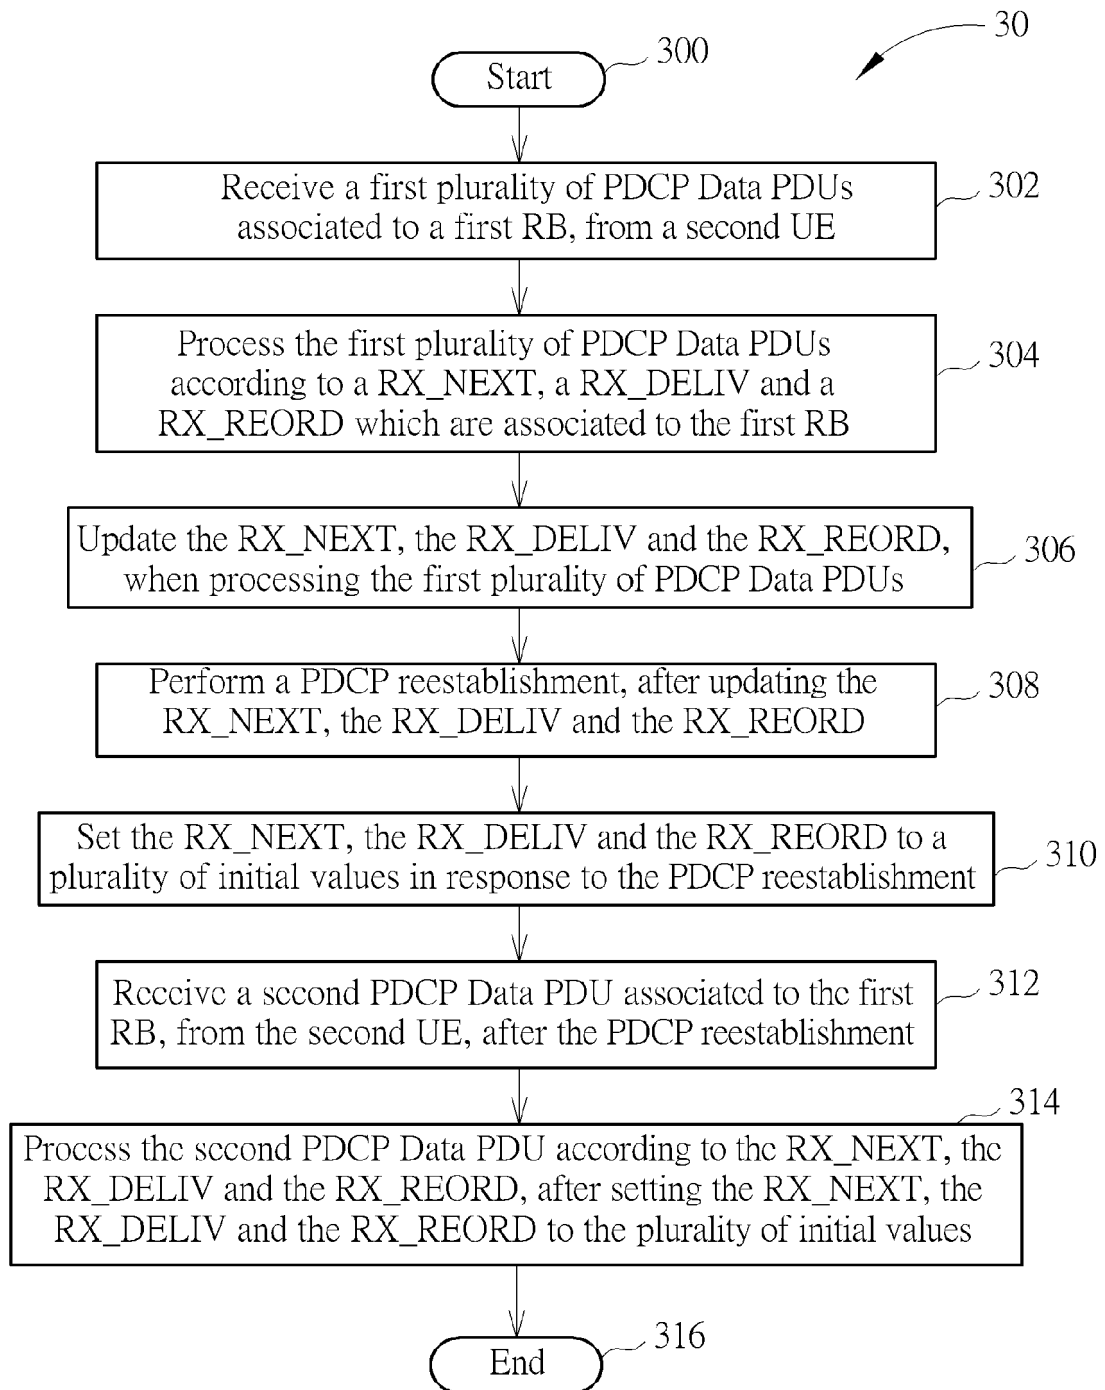 30
300
Start
Receive a first plurality of PDCP Data PDUs
associated to a first RB, from a second UE
302
Process the first plurality of PDCP Data PDUs
according to a RX_NEXT, a RX_DELIV and a
RX_REORD which are associated to the first RB
304
Update the RX_NEXT, the RX_DELIV and the RX_REORD,
when processing the first plurality of PDCP Data PDUs
306
Perform a PDCP reestablishment, after updating the
RX_NEXT, the RX_DELIV and the RX_REORD
308
Set the RX_NEXT, the RX_DELIV and the RX_REORD to a
plurality of initial values in response to the PDCP reestablishment
310
Receive a second PDCP Data PDU associated to the first
RB, from the second UE, after the PDCP reestablishment
312
314
Process the second PDCP Data PDU according to the RX_NEXT, the
RX_DELIV and the RX_REORD, after setting the RX_NEXT, the
RX_DELIV and the RX_REORD to the plurality of initial values
End
316